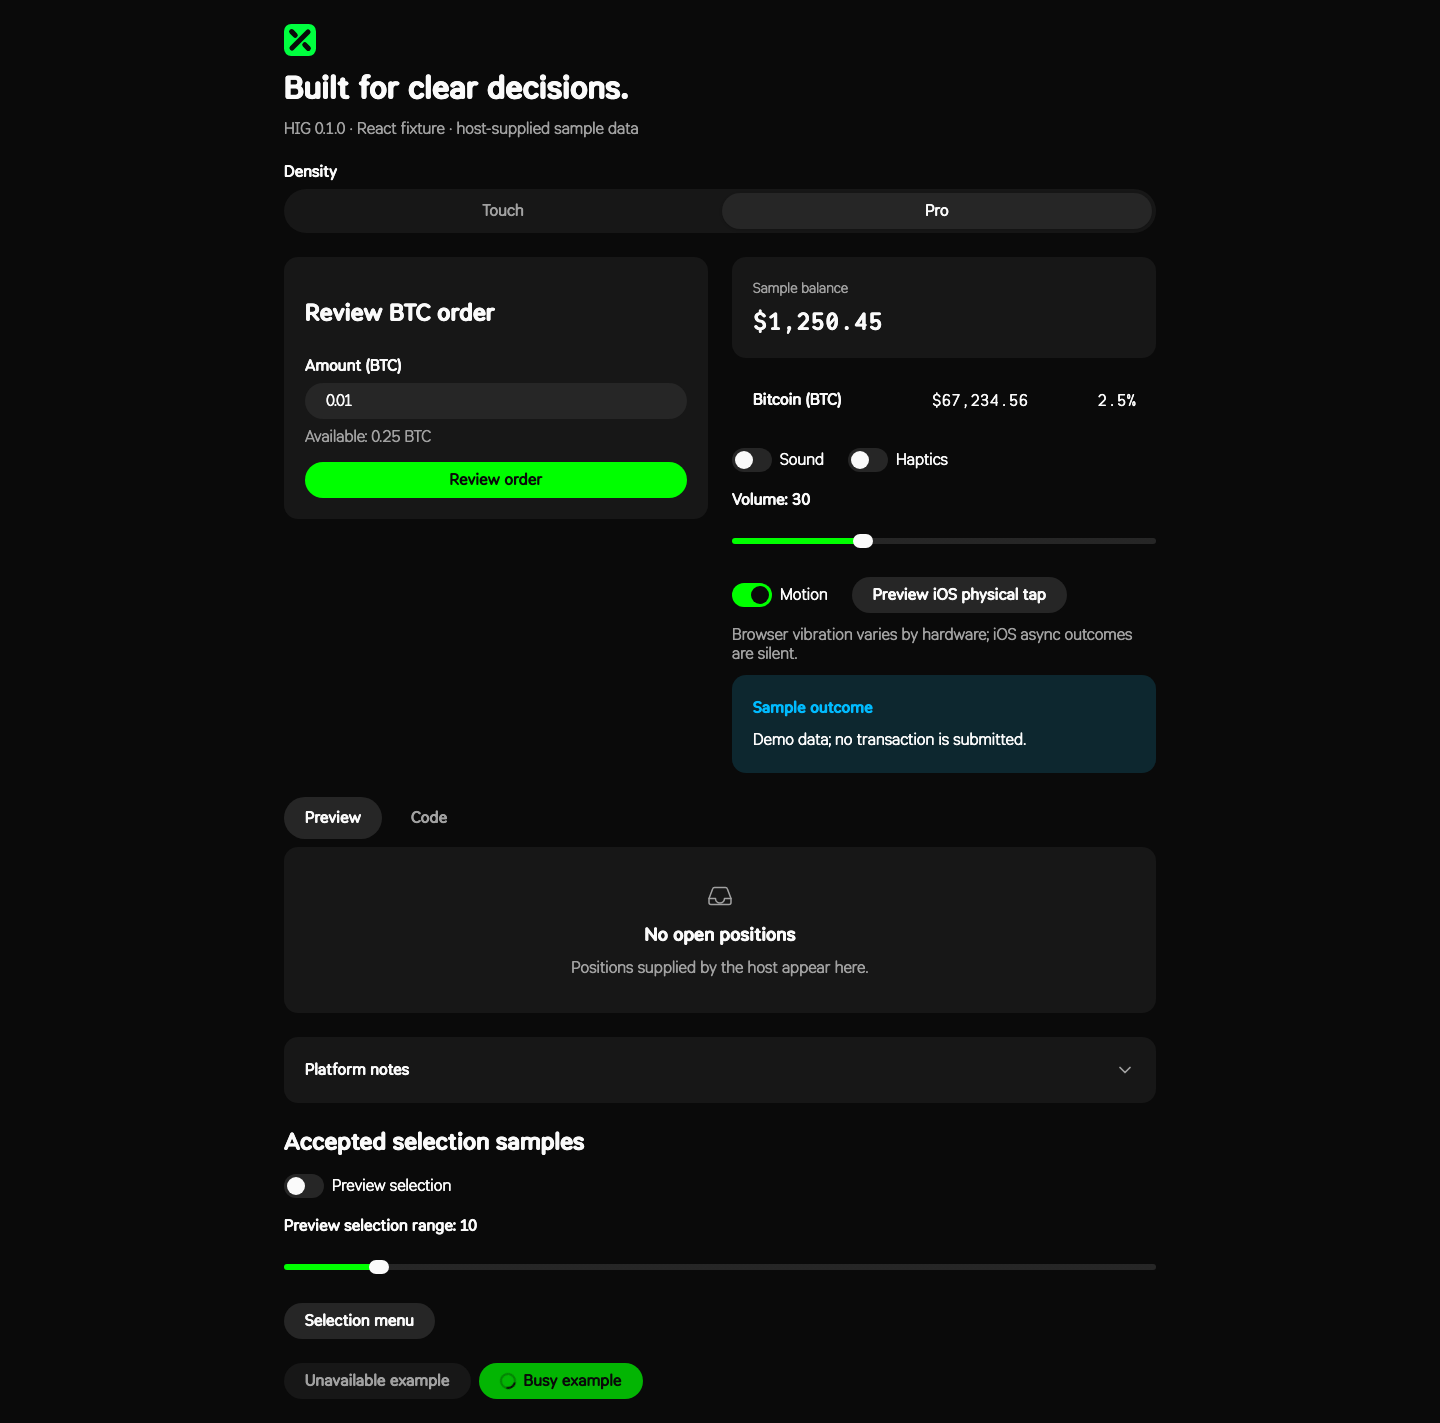 Built for clear decisions.
HIG 0.1.0 · React fixture · host-supplied sample data
Density
Touch
Pro
Review BTC order
Amount (BTC)
0.01
Available: 0.25 BTC
Review order
Sample balance
$1,250.45
Bitcoin (BTC) $67,234.56 2.5%
Sound
Haptics
Volume: 30
Motion
Preview iOS physical tap
Browser vibration varies by hardware; iOS async outcomes
are silent.
Sample outcome
Demo data; no transaction is submitted.
Preview
Code
No open positions
Positions supplied by the host appear here.
Platform notes
Accepted selection samples
Preview selection
Preview selection range: 10
Selection menu
Unavailable example
Busy example